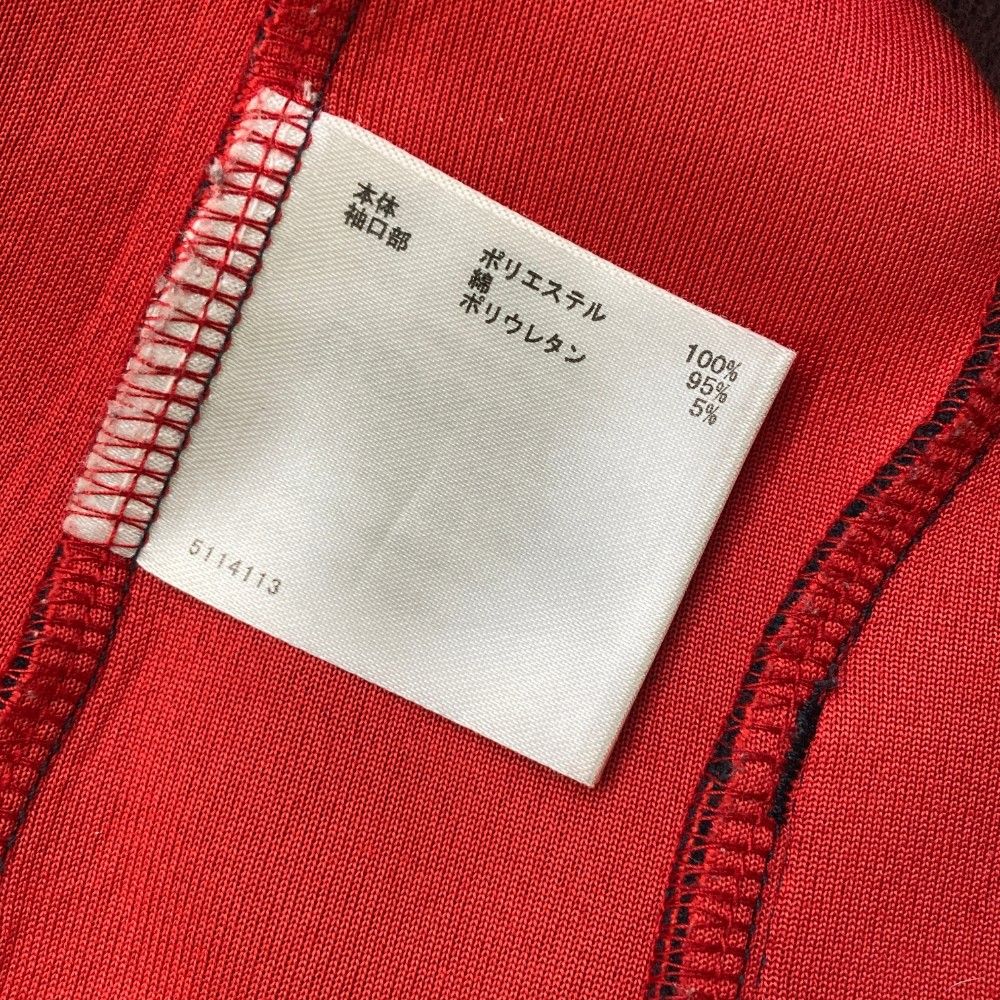 本体 ポリエステル 100%
袖口部 綿 95%
ポリウレタン 5%
5114113